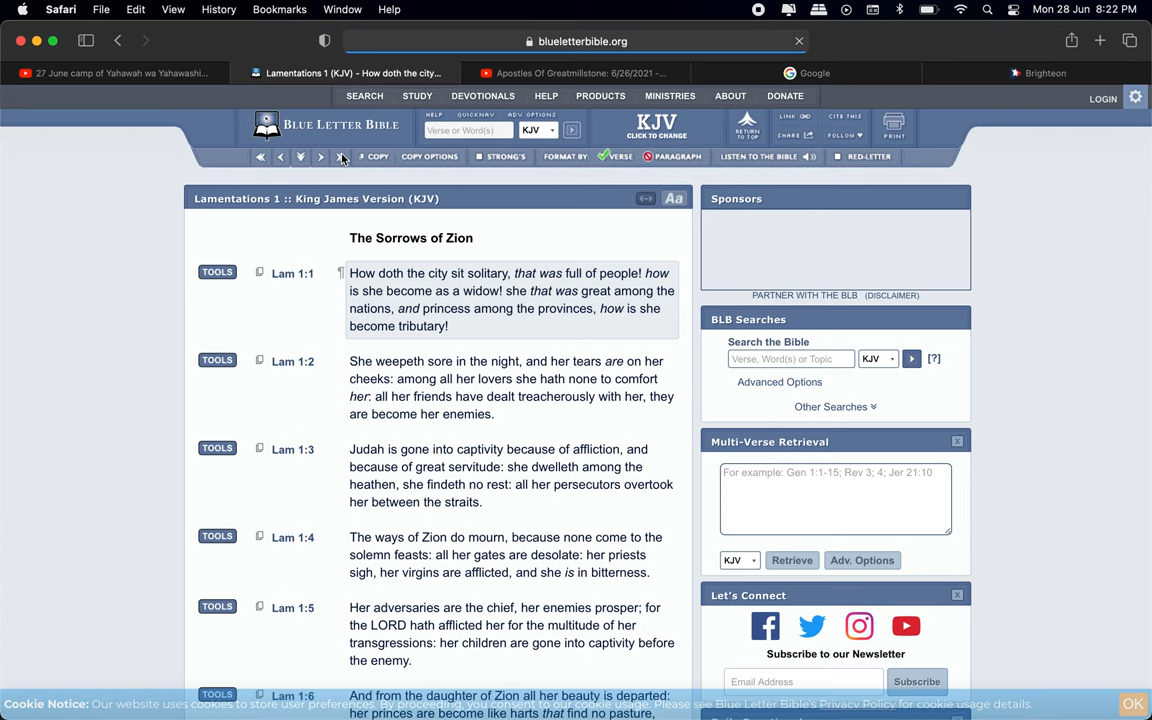 Safari File Edit View History Bookmarks Window Help Mon 28 Jun 8:22 PM
blueletterbible.org
27 June camp of Yahawah wa Yahawashi... Lamentations 1 (KJV) - How doth the city... Apostles Of Greatmillstone: 6/26/2021 -... Google Brighteon
SEARCH STUDY DEVOTIONALS HELP PRODUCTS MINISTRIES ABOUT DONATE LOGIN
BLUE LETTER BIBLE
HELP QUICKNAV ADV. OPTIONS
Verse or Word(s) KJV
KJV
CLICK TO CHANGE
RETURN
TO TOP
LINK CITE THIS
SHARE FOLLOW
PRINT
COPY COPY OPTIONS STRONG'S FORMAT BY: VERSE PARAGRAPH LISTEN TO THE BIBLE RED-LETTER
Lamentations 1 :: King James Version (KJV) Aa
The Sorrows of Zion
TOOLS Lam 1:1 ¶ How doth the city sit solitary, that was full of people! how
is she become as a widow! she that was great among the
nations, and princess among the provinces, how is she
become tributary!
TOOLS Lam 1:2 She weepeth sore in the night, and her tears are on her
cheeks: among all her lovers she hath none to comfort
her: all her friends have dealt treacherously with her, they
are become her enemies.
TOOLS Lam 1:3 Judah is gone into captivity because of affliction, and
because of great servitude: she dwelleth among the
heathen, she findeth no rest: all her persecutors overtook
her between the straits.
TOOLS Lam 1:4 The ways of Zion do mourn, because none come to the
solemn feasts: all her gates are desolate: her priests
sigh, her virgins are afflicted, and she is in bitterness.
TOOLS Lam 1:5 Her adversaries are the chief, her enemies prosper; for
the LORD hath afflicted her for the multitude of her
transgressions: her children are gone into captivity before
the enemy.
TOOLS Lam 1:6 And from the daughter of Zion all her beauty is departed:
her princes are become like harts that find no pasture,
Sponsors
PARTNER WITH THE BLB (DISCLAIMER)
BLB Searches
Search the Bible
Verse, Word(s) or Topic KJV [?]
Advanced Options
Other Searches
Multi-Verse Retrieval
For example: Gen 1:1-15; Rev 3; 4; Jer 21:10
KJV Retrieve Adv. Options
Let's Connect
Subscribe to our Newsletter
Email Address Subscribe
Cookie Notice: Our website uses cookies to store user preferences. By proceeding, you consent to our cookie usage. Please see Blue Letter Bible's Privacy Policy for cookie usage details. OK